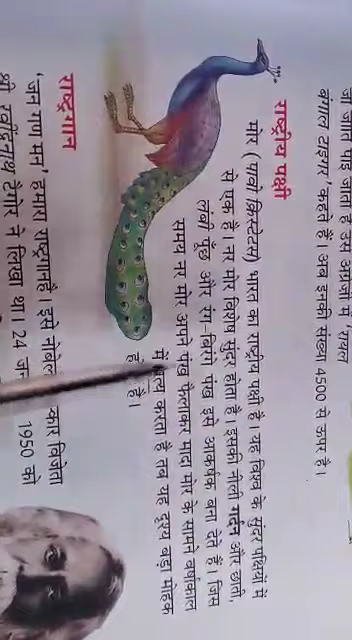 जाति पाई जाती है उसे अंग्रेज़ी में 'रायल
बंगाल टाइगर' कहते हैं। अब इनकी संख्या 4500 से ऊपर है।
राष्ट्रीय पक्षी
मोर (पावो क्रिस्टेटस) भारत का राष्ट्रीय पक्षी है। यह विश्व के सुंदर पक्षियों में
से एक है। नर मोर विशेष सुंदर होता है। इसकी नीली गर्दन और छाती,
लंबी पूँछ और रंग-बिरंगे पंख इसे आकर्षक बना देते हैं। जिस
समय नर मोर अपने पंख फैलाकर मादा मोर के सामने वर्षाकाल
में नृत्य करता है तब यह दृश्य बड़ा मोहक
है।
राष्ट्रगान
'जन गण मन' हमारा राष्ट्रगान है। इसे नोबेल कार विजेता
श्री रवींद्रनाथ टैगोर ने लिखा था। 24 1950 को